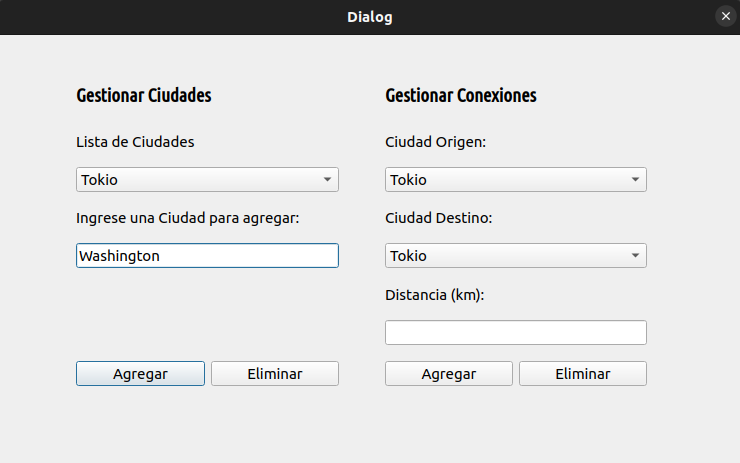 Dialog
Gestionar Ciudades
Lista de Ciudades
Tokio
Ingrese una Ciudad para agregar:
Washington
Agregar Eliminar
Gestionar Conexiones
Ciudad Origen:
Tokio
Ciudad Destino:
Tokio
Distancia (km):
Agregar Eliminar